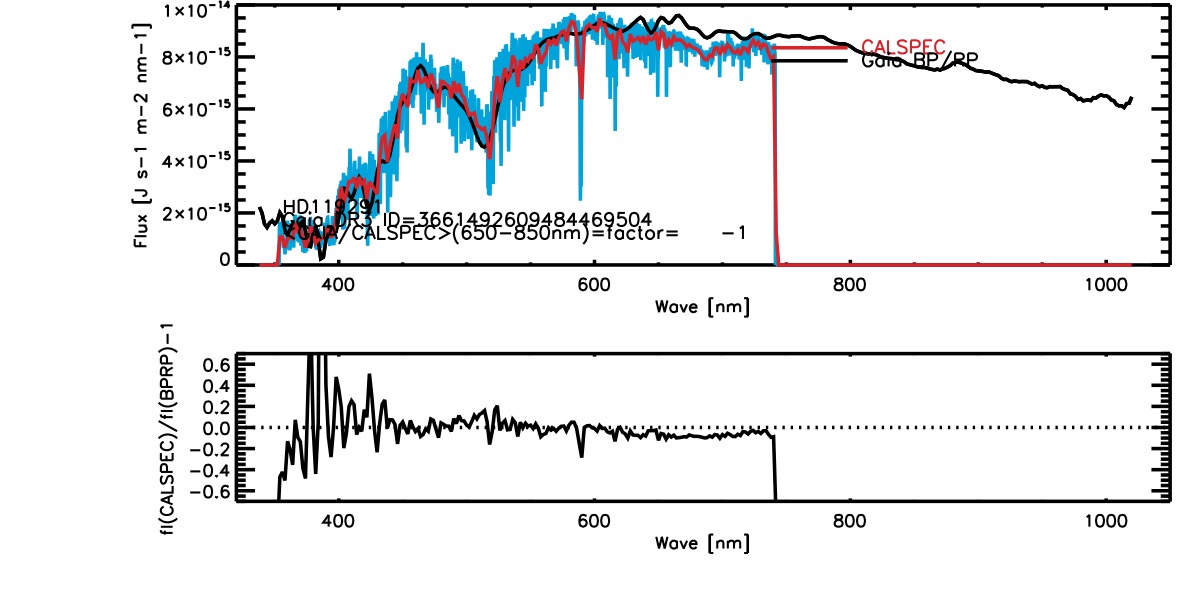 1×10⁻¹⁴
8×10⁻¹⁵
6×10⁻¹⁵
4×10⁻¹⁵
2×10⁻¹⁵
0
Flux [J s−1 m−2 nm−1]
CALSPEC
Gaia BP/RP
HD119291
Gaia DR3 ID=3661492609484469504
<GAIA/CALSPEC>(650−850nm)=factor= −1
400 600 800 1000
Wave [nm]
0.6
0.4
0.2
0.0
−0.2
−0.4
−0.6
fl(CALSPEC)/fl(BPRP)−1
400 600 800 1000
Wave [nm]